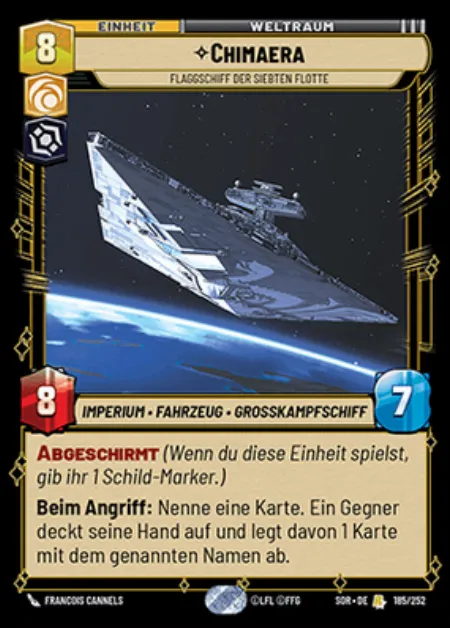 EINHEIT
WELTRAUM
8
CHIMAERA
FLAGGSCHIFF DER SIEBTEN FLOTTE
8
IMPERIUM • FAHRZEUG • GROSSKAMPFSCHIFF
7
ABGESCHIRMT (Wenn du diese Einheit spielst,
gib ihr 1 Schild-Marker.)
Beim Angriff: Nenne eine Karte. Ein Gegner
deckt seine Hand auf und legt davon 1 Karte
mit dem genannten Namen ab.
FRANCOIS CANNELS
©LFL ©FFG
SOR • DE
185/252